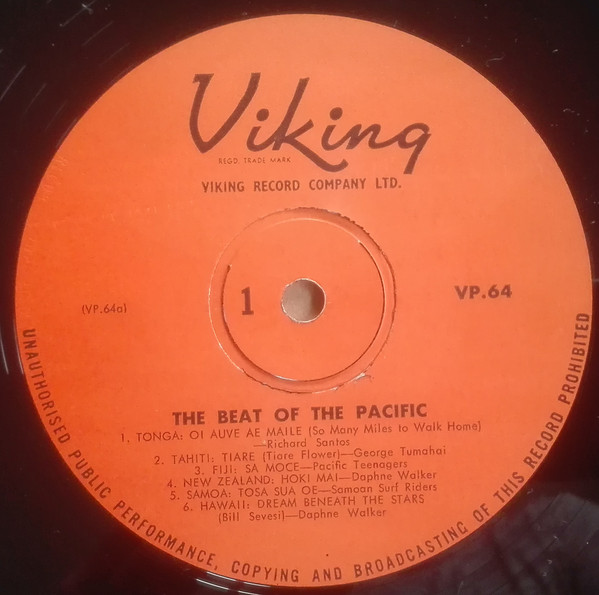 Viking
REGD. TRADE MARK
VIKING RECORD COMPANY LTD.
1
VP.64
(VP.64a)
THE BEAT OF THE PACIFIC
1. TONGA: OI AUVE AE MAILE (So Many Miles to Walk Home)
—Richard Santos
2. TAHITI: TIARE (Tiare Flower)—George Tumahai
3. FIJI: SA MOCE—Pacific Teenagers
4. NEW ZEALAND: HOKI MAI—Daphne Walker
5. SAMOA: TOSA SUA OE—Samoan Surf Riders
6. HAWAII: DREAM BENEATH THE STARS
(Bill Sevesi)—Daphne Walker
UNAUTHORISED PUBLIC PERFORMANCE, COPYING AND BROADCASTING OF THIS RECORD PROHIBITED